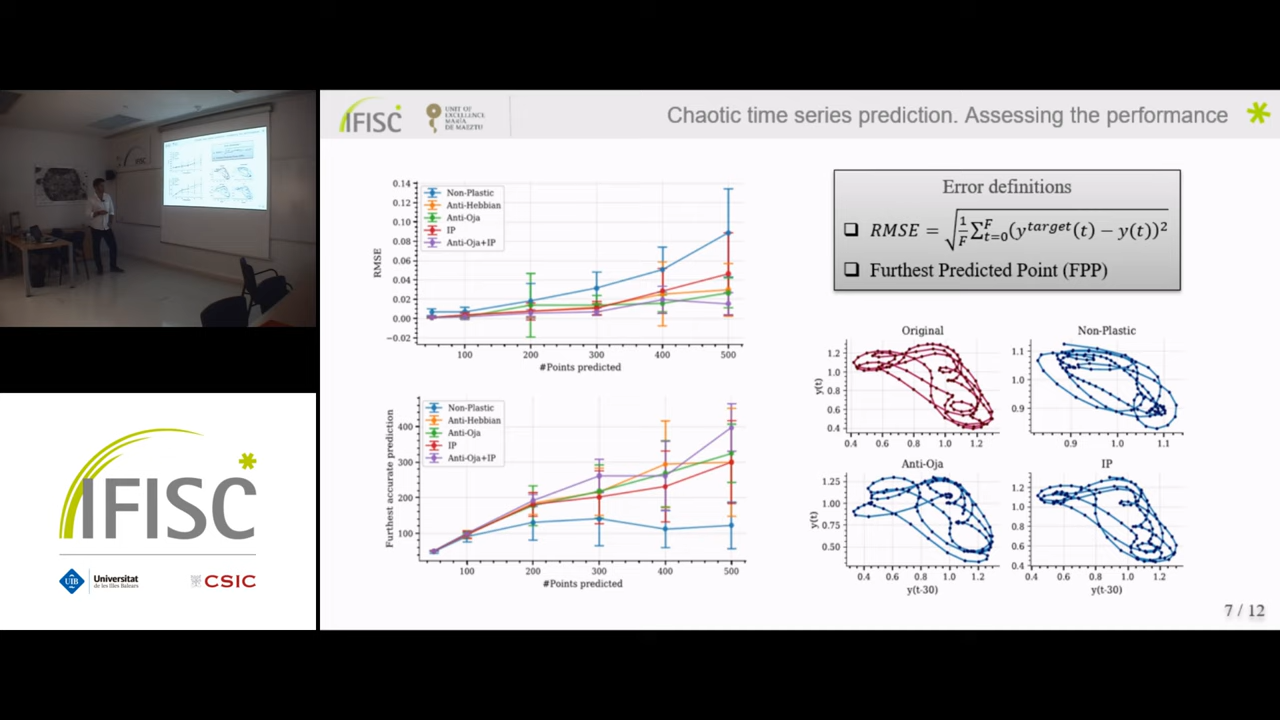 IFISC
UNIT OF
EXCELLENCE
MARÍA
DE MAEZTU
Chaotic time series prediction. Assessing the performance
0.14
0.12
0.10
0.08
0.06
0.04
0.02
0.00
−0.02
RMSE
Non-Plastic
Anti-Hebbian
Anti-Oja
IP
Anti-Oja+IP
100
200
300
400
500
#Points predicted
400
300
200
100
Furthest accurate prediction
Non-Plastic
Anti-Hebbian
Anti-Oja
IP
Anti-Oja+IP
100
200
300
400
500
#Points predicted
Error definitions
❑ RMSE = √(1/F ∑_{t=0}^{F} (y^{target}(t) − y(t))²)
❑ Furthest Predicted Point (FPP)
Original
y(t)
1.2
1.0
0.8
0.6
0.4
0.4 0.6 0.8 1.0 1.2
Non-Plastic
1.1
1.0
0.9
0.9 1.0 1.1
Anti-Oja
y(t)
1.25
1.00
0.75
0.50
0.4 0.6 0.8 1.0 1.2
y(t-30)
IP
1.2
1.0
0.8
0.6
0.4
0.4 0.6 0.8 1.0 1.2
y(t-30)
7 / 12
IFISC
UIB
Universitat
de les Illes Balears
CSIC